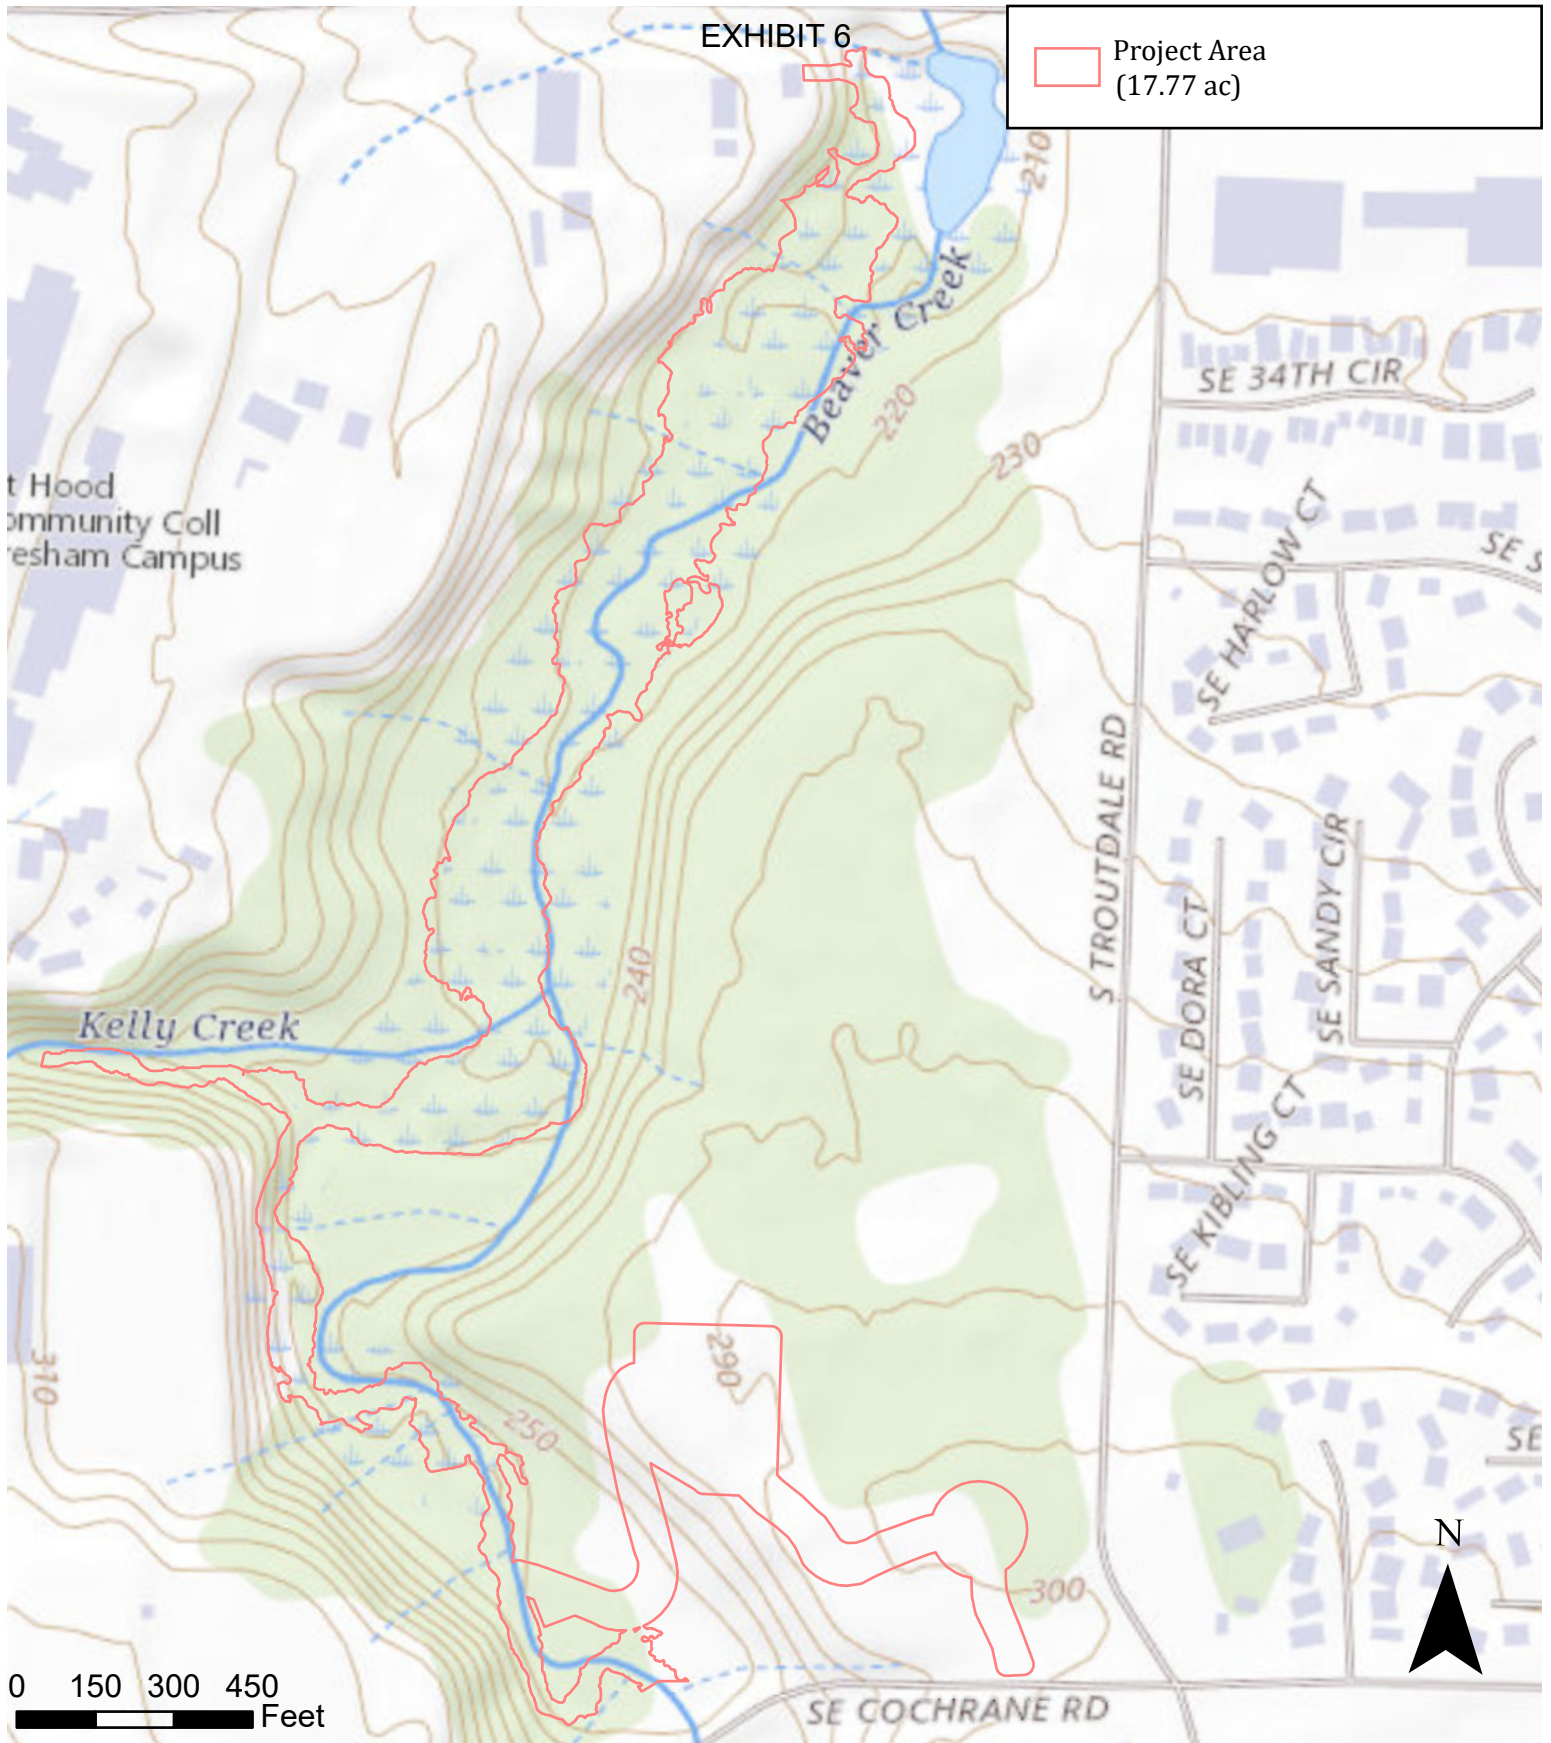 EXHIBIT 6
Project Area
(17.77 ac)
210
Beaver Creek
220
230
SE 34TH CIR
t Hood
ommunity Coll
resham Campus
SE HARLOW CT
SE S
S TROUTDALE RD
SE DORA CT
SE SANDY CIR
240
Kelly Creek
SE KIBLING CT
310
290
250
SE
300
N
0 150 300 450
Feet
SE COCHRANE RD